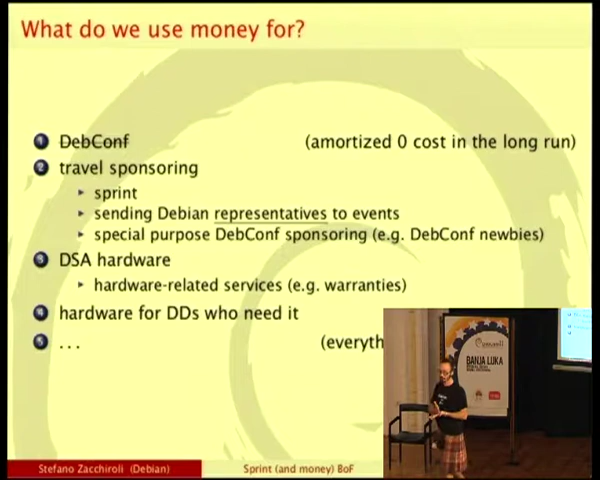 What do we use money for?
1 DebConf (amortized 0 cost in the long run)
2 travel sponsoring
▸ sprint
▸ sending Debian representatives to events
▸ special purpose DebConf sponsoring (e.g. DebConf newbies)
3 DSA hardware
▸ hardware-related services (e.g. warranties)
4 hardware for DDs who need it
5 ... (everyth
BANJA LUKA
Stefano Zacchiroli (Debian) Sprint (and money) BoF